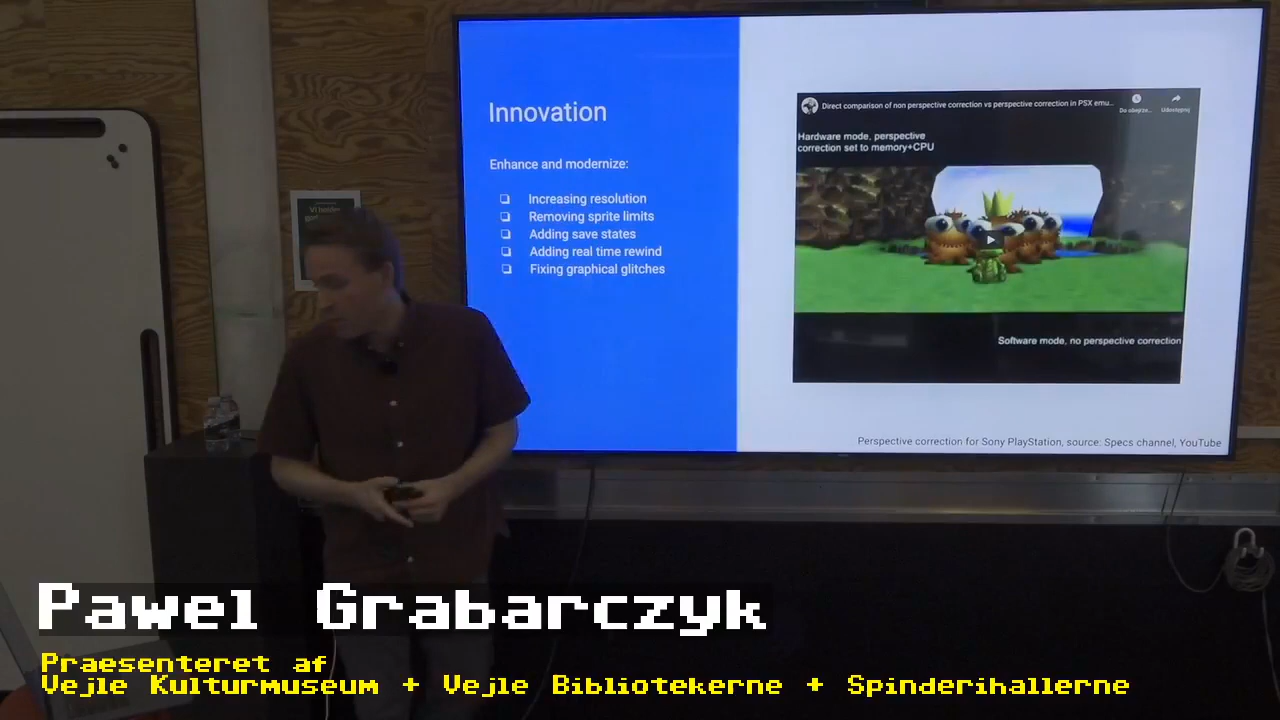 Innovation
Enhance and modernize:
❏ Increasing resolution
❏ Removing sprite limits
❏ Adding save states
❏ Adding real time rewind
❏ Fixing graphical glitches
Direct comparison of non perspective correction vs perspective correction in PSX emu...
Do obejrze... Udostępnij
Hardware mode, perspective
correction set to memory+CPU
Software mode, no perspective correction
Perspective correction for Sony PlayStation, source: Specs channel, YouTube
Pawel Grabarczyk
Praesenteret af
Vejle Kulturmuseum + Vejle Bibliotekerne + Spinderihallerne